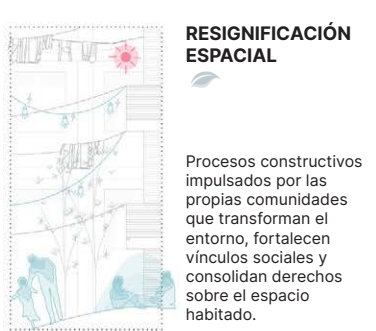 RESIGNIFICACIÓN
ESPACIAL
Procesos constructivos
impulsados por las
propias comunidades
que transforman el
entorno, fortalecen
vínculos sociales y
consolidan derechos
sobre el espacio
habitado.